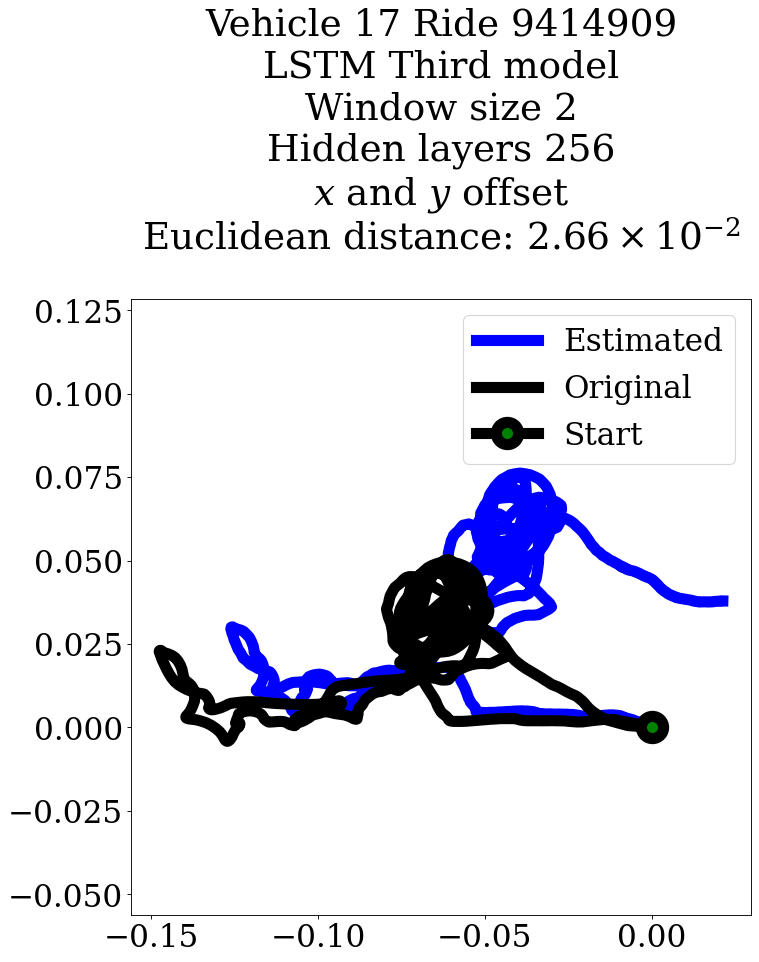 Vehicle 17 Ride 9414909
LSTM Third model
Window size 2
Hidden layers 256
x and y offset
Euclidean distance: 2.66 × 10⁻²
Estimated
Original
Start
0.125
0.100
0.075
0.050
0.025
0.000
−0.025
−0.050
−0.15
−0.10
−0.05
0.00